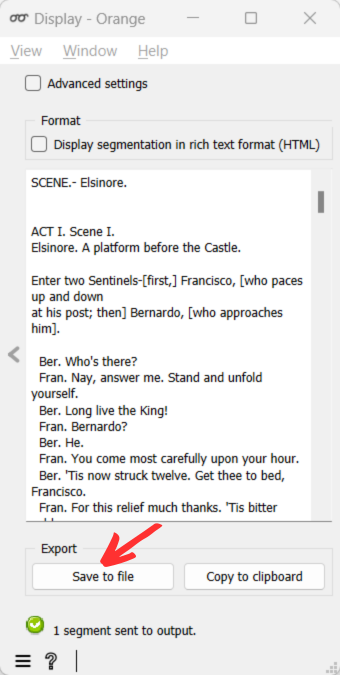 Display - Orange
View Window Help
Advanced settings
Format
Display segmentation in rich text format (HTML)
SCENE.- Elsinore.
ACT I. Scene I.
Elsinore. A platform before the Castle.
Enter two Sentinels-[first,] Francisco, [who paces
up and down
at his post; then] Bernardo, [who approaches
him].
Ber. Who's there?
Fran. Nay, answer me. Stand and unfold
yourself.
Ber. Long live the King!
Fran. Bernardo?
Ber. He.
Fran. You come most carefully upon your hour.
Ber. 'Tis now struck twelve. Get thee to bed,
Francisco.
Fran. For this relief much thanks. 'Tis bitter
Export
Save to file Copy to clipboard
1 segment sent to output.